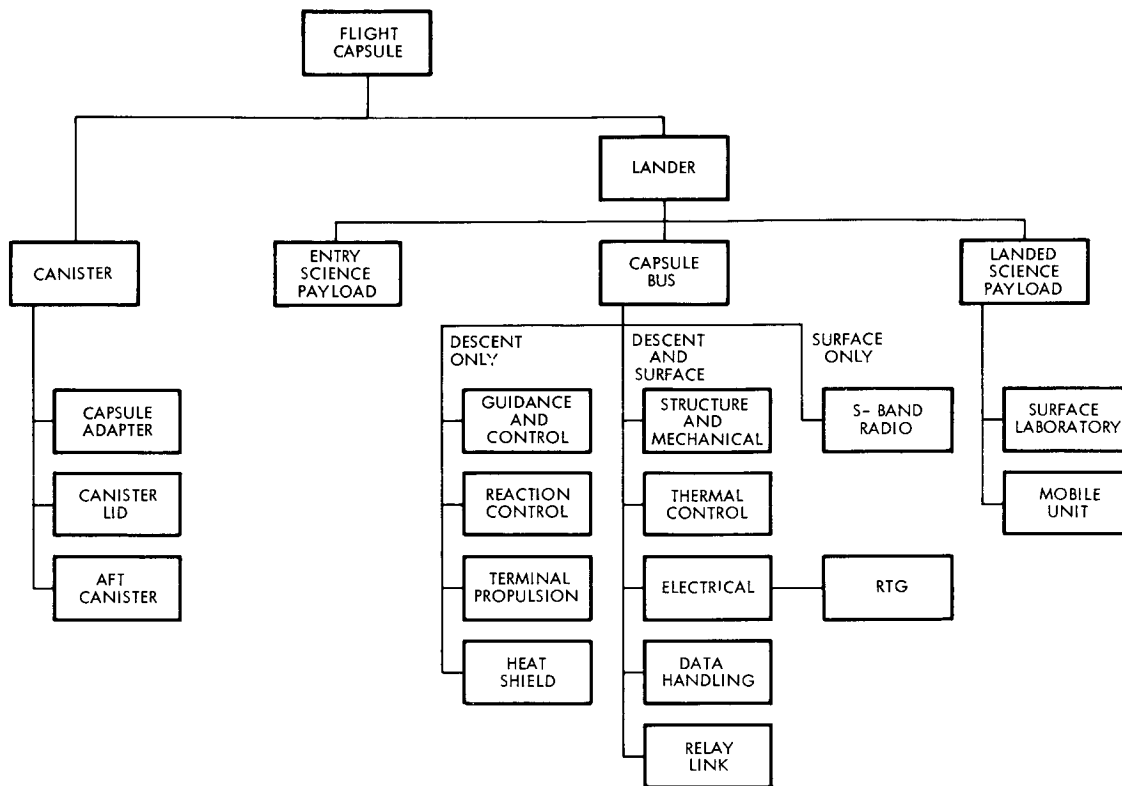 FLIGHT
CAPSULE
LANDER
CANISTER
ENTRY
SCIENCE
PAYLOAD
CAPSULE
BUS
LANDED
SCIENCE
PAYLOAD
DESCENT
ONLY
DESCENT
AND
SURFACE
SURFACE
ONLY
CAPSULE
ADAPTER
GUIDANCE
AND
CONTROL
STRUCTURE
AND
MECHANICAL
S- BAND
RADIO
SURFACE
LABORATORY
CANISTER
LID
REACTION
CONTROL
THERMAL
CONTROL
MOBILE
UNIT
AFT
CANISTER
TERMINAL
PROPULSION
ELECTRICAL
RTG
HEAT
SHIELD
DATA
HANDLING
RELAY
LINK